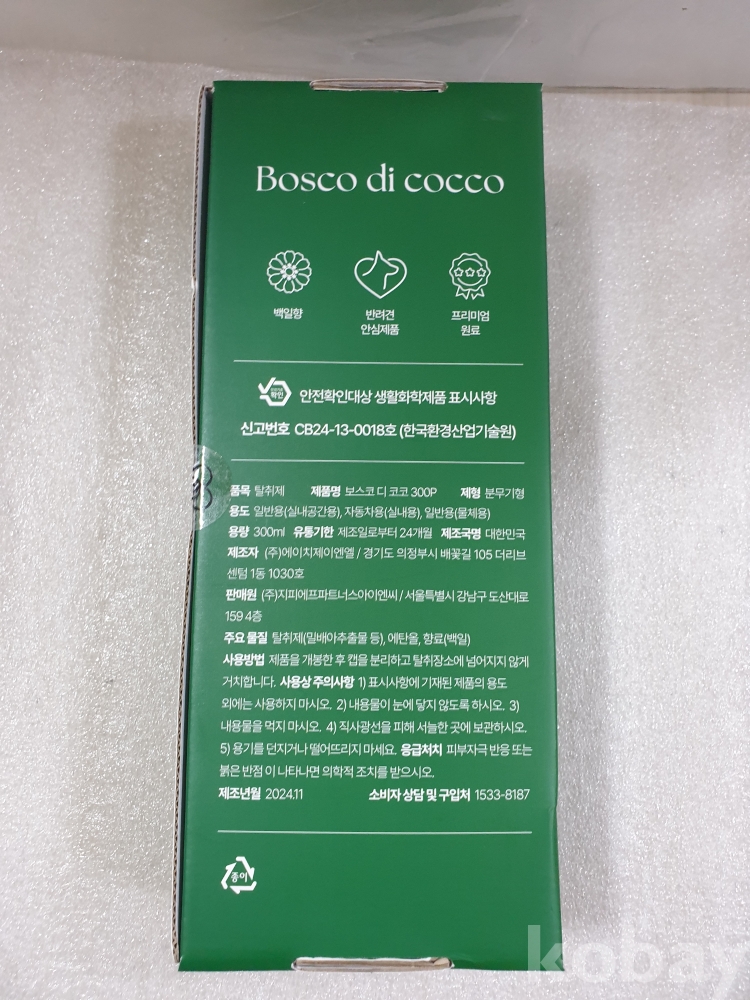 Bosco di cocco
백일향
반려견
안심제품
프리미엄
원료
확인
안전확인대상 생활화학제품 표시사항
신고번호 CB24-13-0018호 (한국환경산업기술원)
품목 탈취제 제품명 보스코 디 코코 300P 제형 분무기형
용도 일반용(실내공간용), 자동차용(실내용), 일반용(물체용)
용량 300ml 유통기한 제조일로부터 24개월 제조국명 대한민국
제조자 (주)에이치제이엔엘 / 경기도 의정부시 배꽃길 105 더리브
센텀 1동 1030호
판매원 (주)지피에프파트너스아이엔씨 / 서울특별시 강남구 도산대로
159 4층
주요 물질 탈취제(밀배아추출물 등), 에탄올, 향료(백일)
사용방법 제품을 개봉한 후 캡을 분리하고 탈취장소에 넘어지지 않게
거치합니다. 사용상 주의사항 1) 표시사항에 기재된 제품의 용도
외에는 사용하지 마시오. 2) 내용물이 눈에 닿지 않도록 하시오. 3)
내용물을 먹지 마시오. 4) 직사광선을 피해 서늘한 곳에 보관하시오.
5) 용기를 던지거나 떨어뜨리지 마세요. 응급처치 피부자극 반응 또는
붉은 반점이 나타나면 의학적 조치를 받으시오.
제조년월 2024.11 소비자 상담 및 구입처 1533-8187
종이
kobay